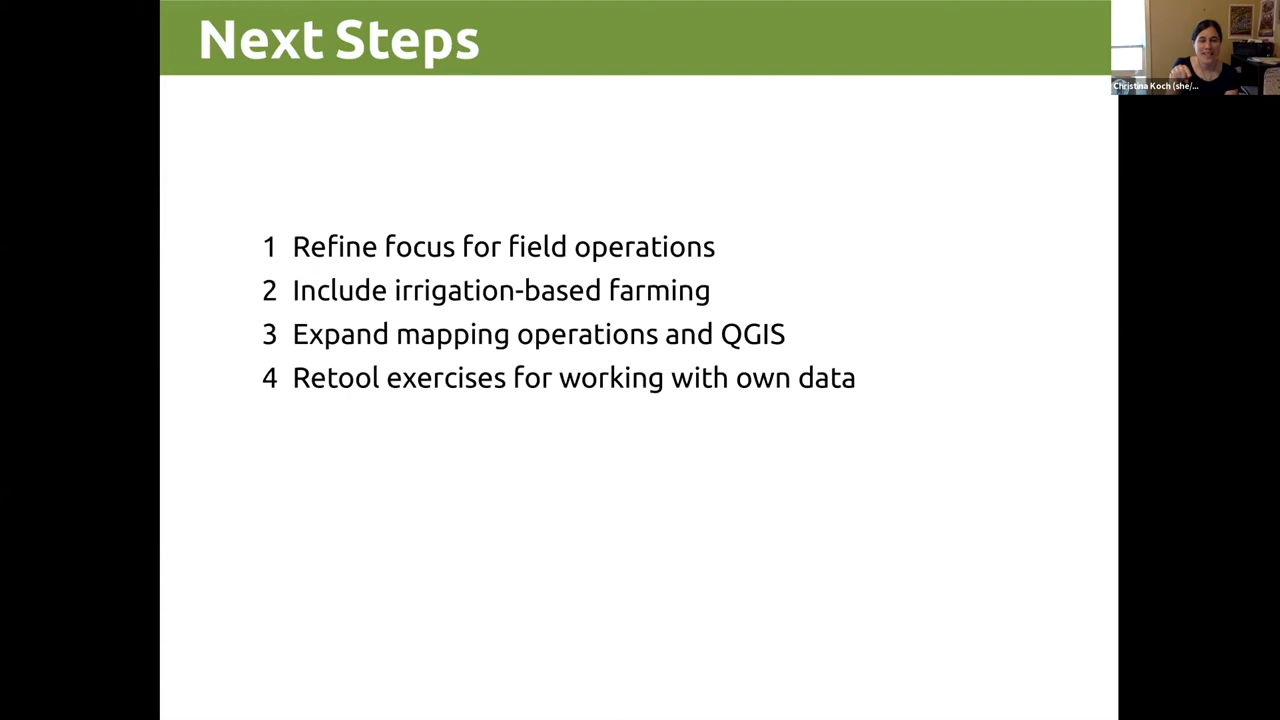 Next Steps
Christina Koch (she/...
1 Refine focus for field operations
2 Include irrigation-based farming
3 Expand mapping operations and QGIS
4 Retool exercises for working with own data